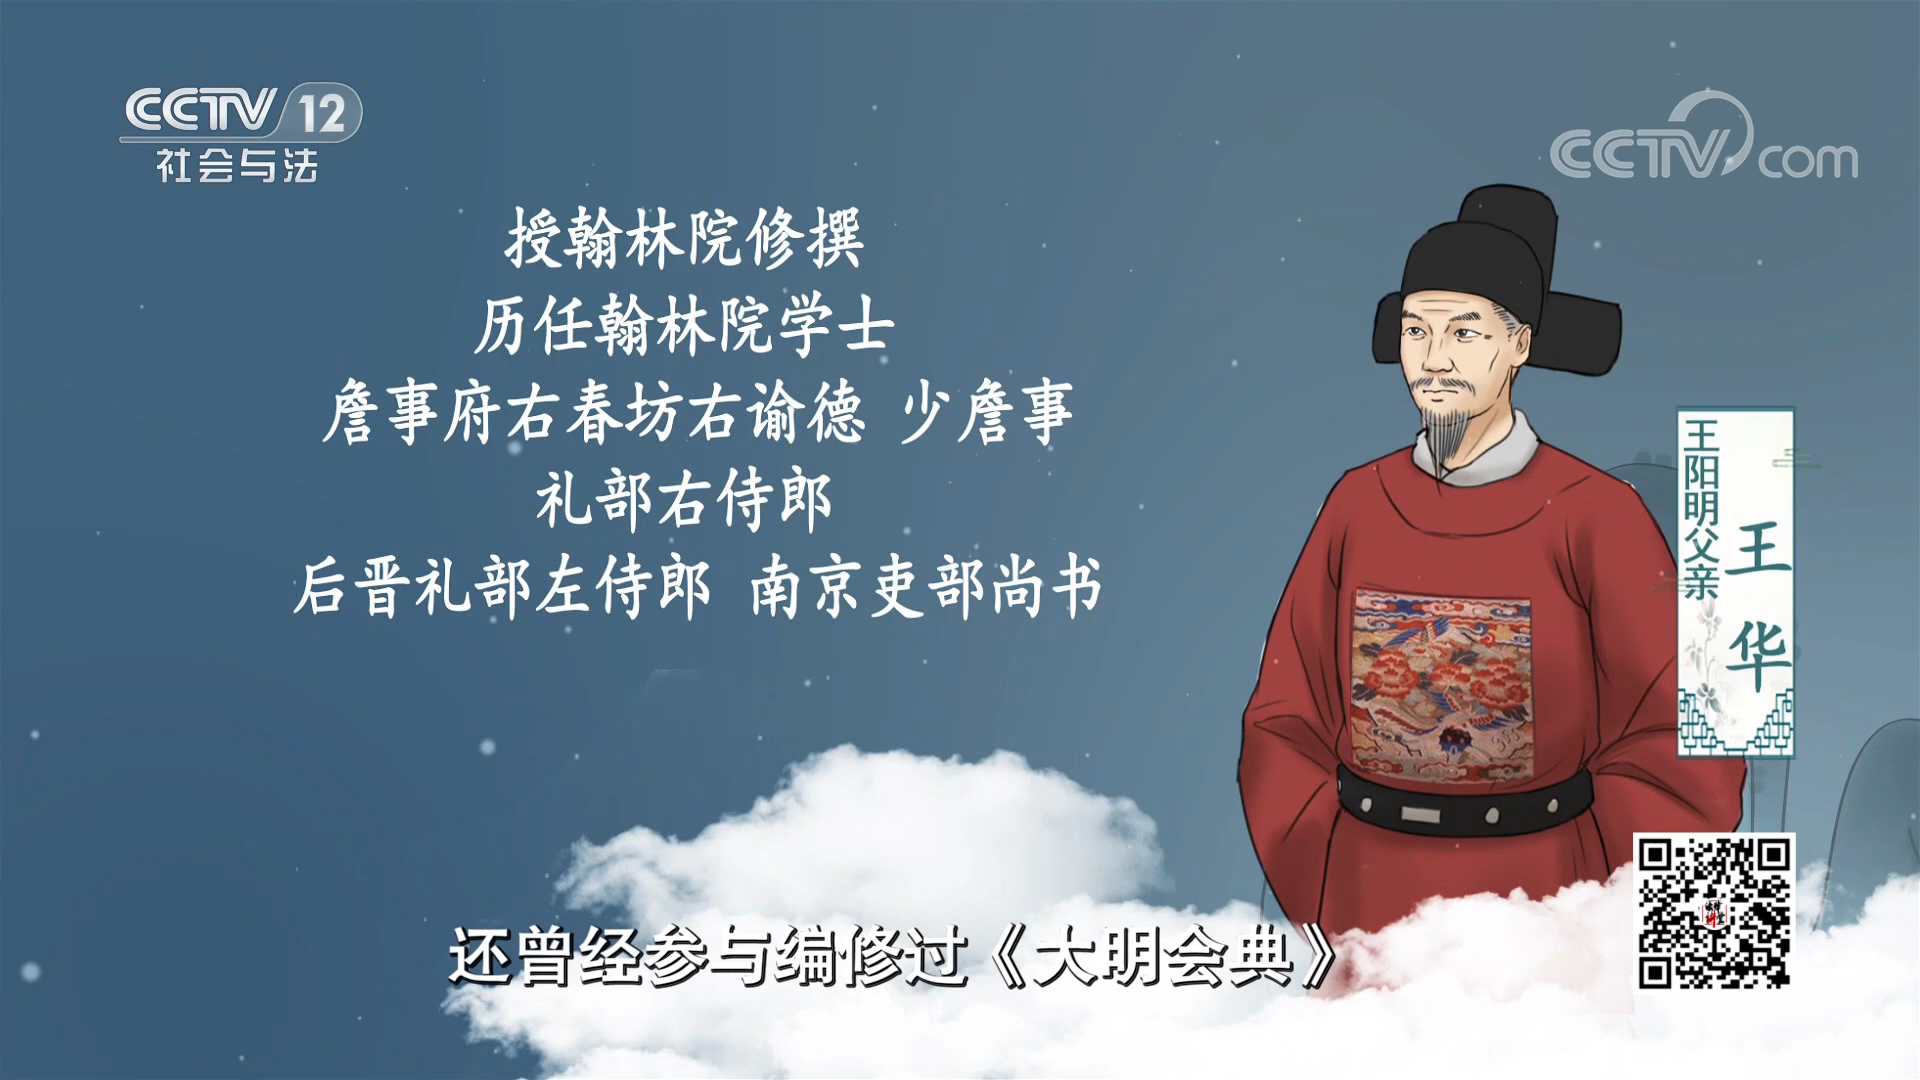 CCTV 12
社会与法
CCTV com
授翰林院修撰
历任翰林院学士
詹事府右春坊右谕德 少詹事
礼部右侍郎
后晋礼部左侍郎 南京吏部尚书
王阳明父亲
王华
还曾经参与编修过《大明会典》